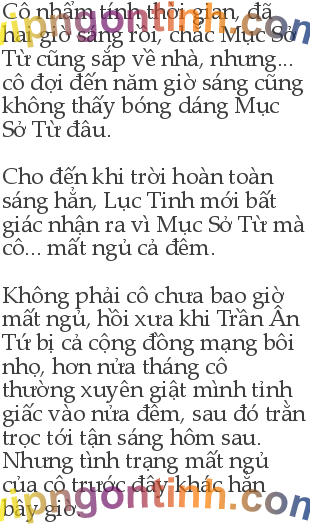 Cô nhẩm tính thời gian, đã
hai giờ sáng rồi, chắc Mục Sở
Từ cũng sắp về nhà, nhưng...
cô đợi đến năm giờ sáng cũng
không thấy bóng dáng Mục
Sở Từ đâu.
Cho đến khi trời hoàn toàn
sáng hẳn, Lục Tinh mới bất
giác nhận ra vì Mục Sở Từ mà
cô... mất ngủ cả đêm.
Không phải cô chưa bao giờ
mất ngủ, hồi xưa khi Trần Ân
Tứ bị cả cộng đồng mạng bôi
nhọ, hơn nửa tháng cô
thường xuyên giật mình tỉnh
giấc vào nửa đêm, sau đó trằn
trọc tới tận sáng hôm sau.
Nhưng tình trạng mất ngủ
của cô trước đây khác hẳn
bây giờ.
vipngontinh.com
vipngontinh.com